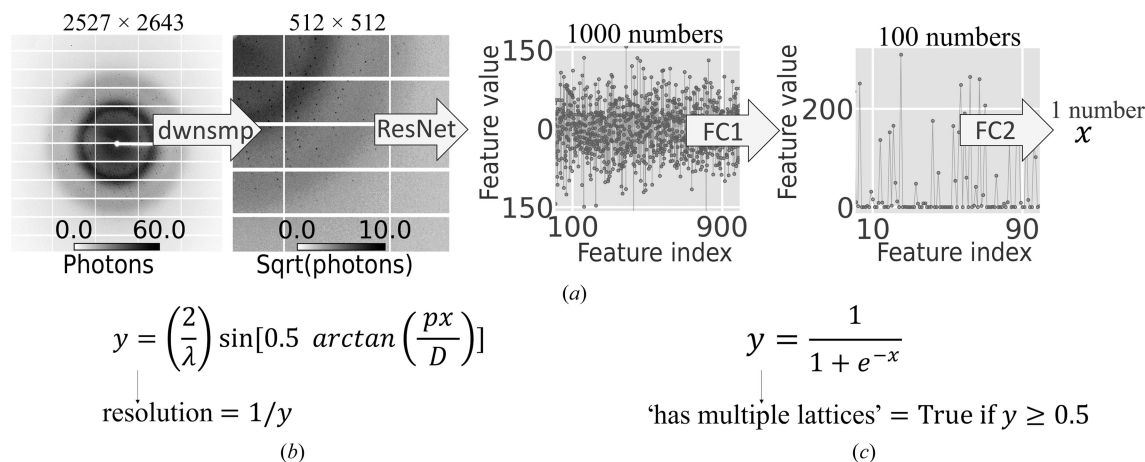 2527 × 2643
512 × 512
1000 numbers
100 numbers
dwnsmp
ResNet
FC1
FC2
1 number
x
Feature value
150
0
150
100
900
Feature index
Feature value
200
0
10
90
Feature index
0.0
60.0
Photons
0.0
10.0
Sqrt(photons)
(a)
y = (2/λ) sin[0.5 arctan (px/D)]
resolution = 1/y
(b)
y = 1/(1 + e^{-x})
'has multiple lattices' = True if y ≥ 0.5
(c)